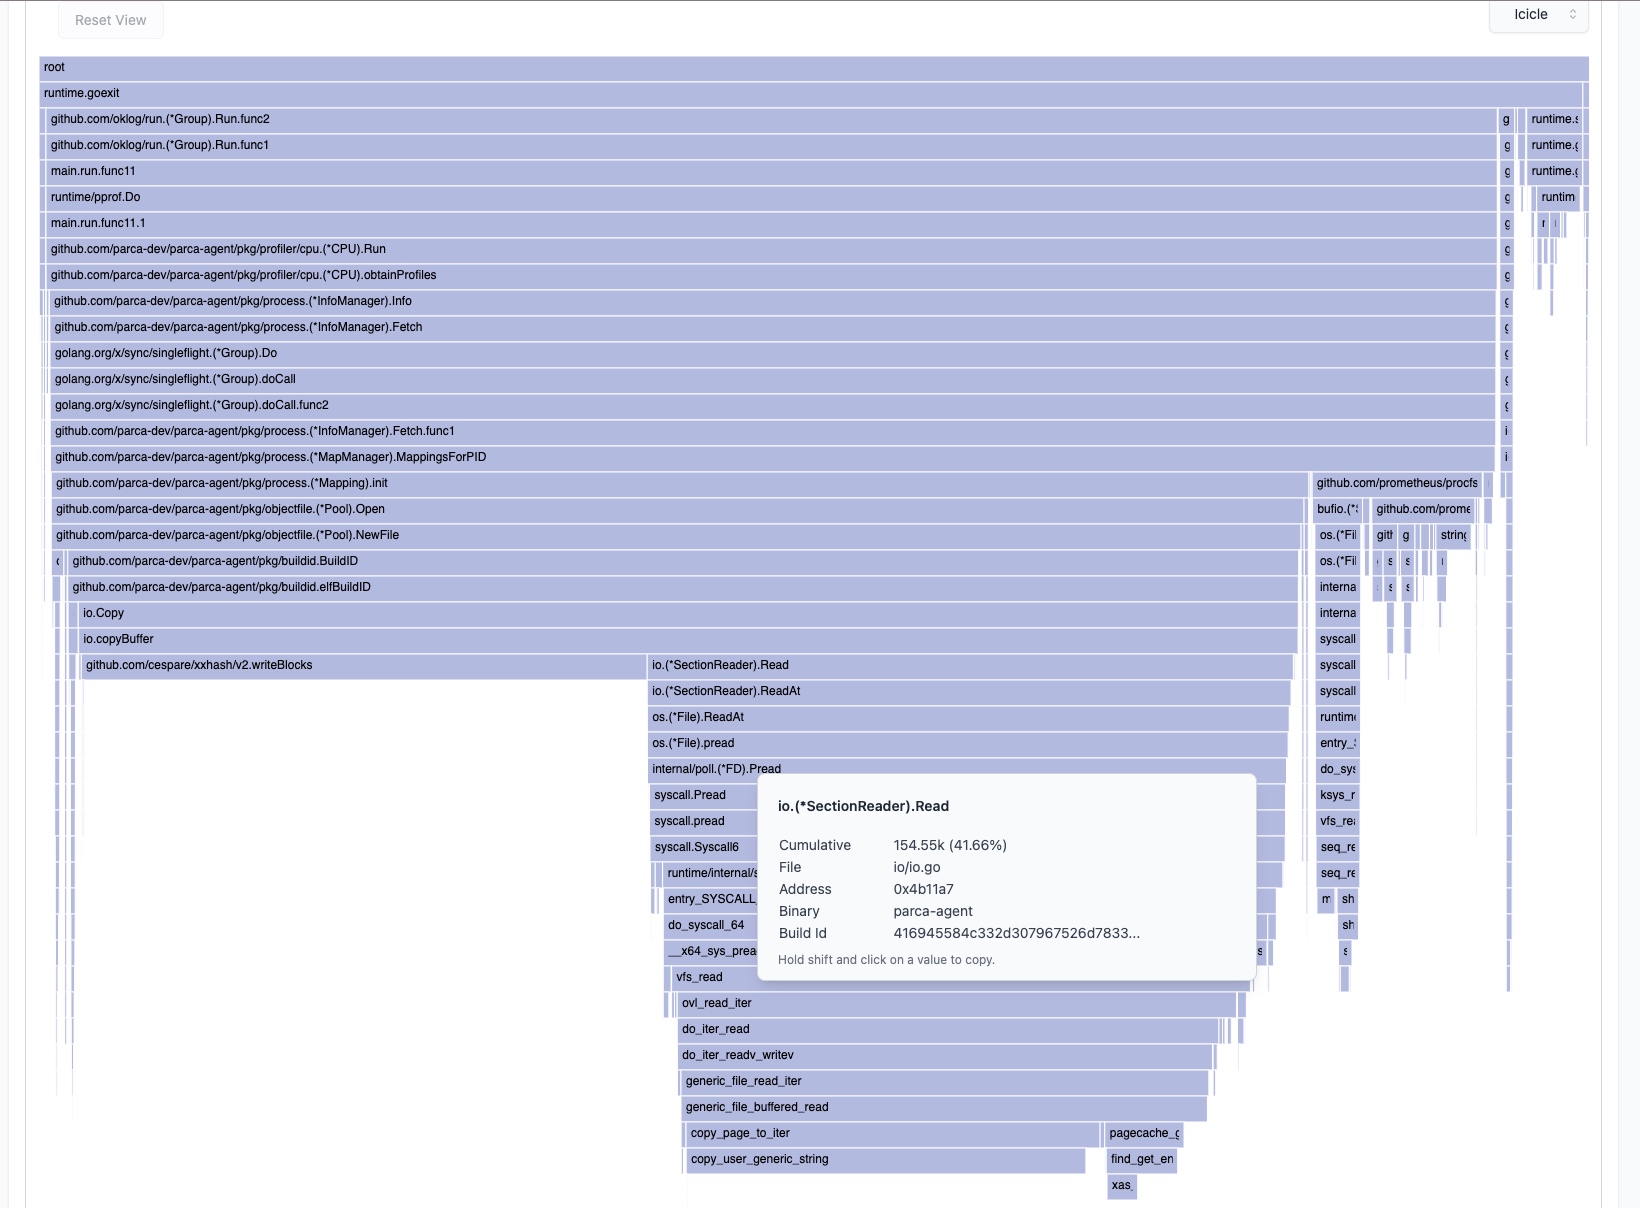 Reset View
Icicle
root
runtime.goexit
github.com/oklog/run.(*Group).Run.func2 g runtime.s
github.com/oklog/run.(*Group).Run.func1 g runtime.g
main.run.func11 g runtime.g
runtime/pprof.Do g runtim
main.run.func11.1 g r
github.com/parca-dev/parca-agent/pkg/profiler/cpu.(*CPU).Run g
github.com/parca-dev/parca-agent/pkg/profiler/cpu.(*CPU).obtainProfiles g
github.com/parca-dev/parca-agent/pkg/process.(*InfoManager).Info g
github.com/parca-dev/parca-agent/pkg/process.(*InfoManager).Fetch g
golang.org/x/sync/singleflight.(*Group).Do g
golang.org/x/sync/singleflight.(*Group).doCall g
golang.org/x/sync/singleflight.(*Group).doCall.func2 g
github.com/parca-dev/parca-agent/pkg/process.(*InfoManager).Fetch.func1 i
github.com/parca-dev/parca-agent/pkg/process.(*MapManager).MappingsForPID i
github.com/parca-dev/parca-agent/pkg/process.(*Mapping).init github.com/prometheus/procfs
github.com/parca-dev/parca-agent/pkg/objectfile.(*Pool).Open bufio.(*S github.com/prome
github.com/parca-dev/parca-agent/pkg/objectfile.(*Pool).NewFile os.(*Fil gith g string
github.com/parca-dev/parca-agent/pkg/buildid.BuildID os.(*Fil s s
github.com/parca-dev/parca-agent/pkg/buildid.elfBuildID interna s s
io.Copy interna
io.copyBuffer syscall
github.com/cespare/xxhash/v2.writeBlocks io.(*SectionReader).Read syscall
io.(*SectionReader).ReadAt syscall
os.(*File).ReadAt runtime
os.(*File).pread entry_S
internal/poll.(*FD).Pread do_sys
syscall.Pread ksys_r
syscall.pread vfs_rea
syscall.Syscall6 seq_re
runtime/internal/s seq_re
entry_SYSCALL_ m sh
do_syscall_64 sh
__x64_sys_prea s s
vfs_read
ovl_read_iter
do_iter_read
do_iter_readv_writev
generic_file_read_iter
generic_file_buffered_read
copy_page_to_iter pagecache_g
copy_user_generic_string find_get_en
xas_
io.(*SectionReader).Read
Cumulative 154.55k (41.66%)
File io/io.go
Address 0x4b11a7
Binary parca-agent
Build Id 416945584c332d307967526d7833...
Hold shift and click on a value to copy.